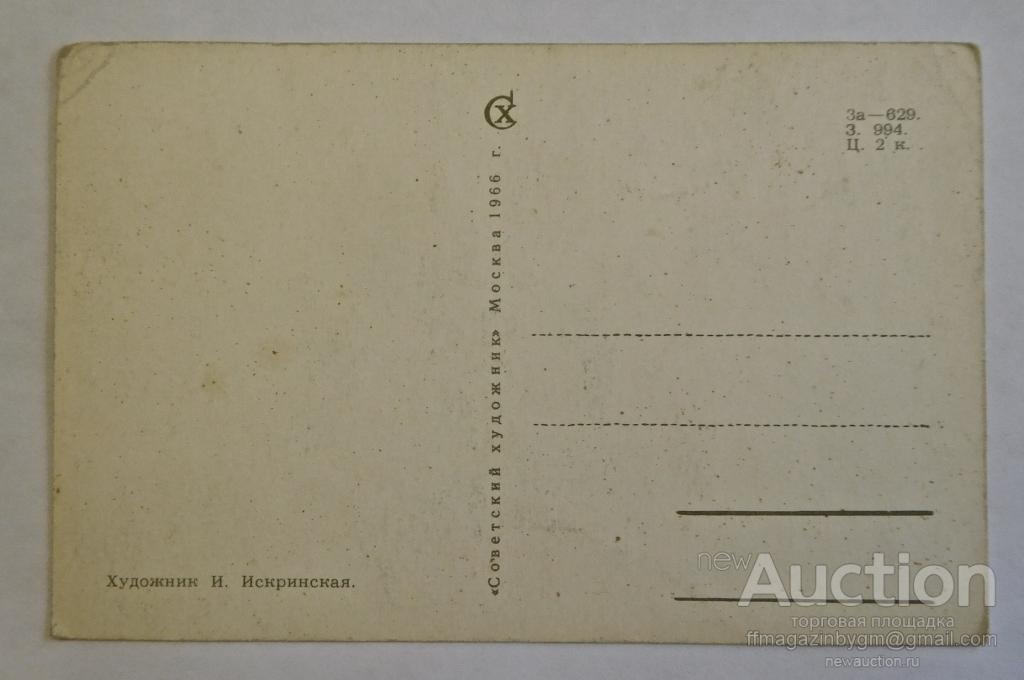 СХ
За—629.
З. 994.
Ц. 2 к.
«Советский художник» Москва 1966 г.
Художник И. Искринская.
newAuction
торговая площадка
ffmagazinbygm@gmail.com
newauction.ru